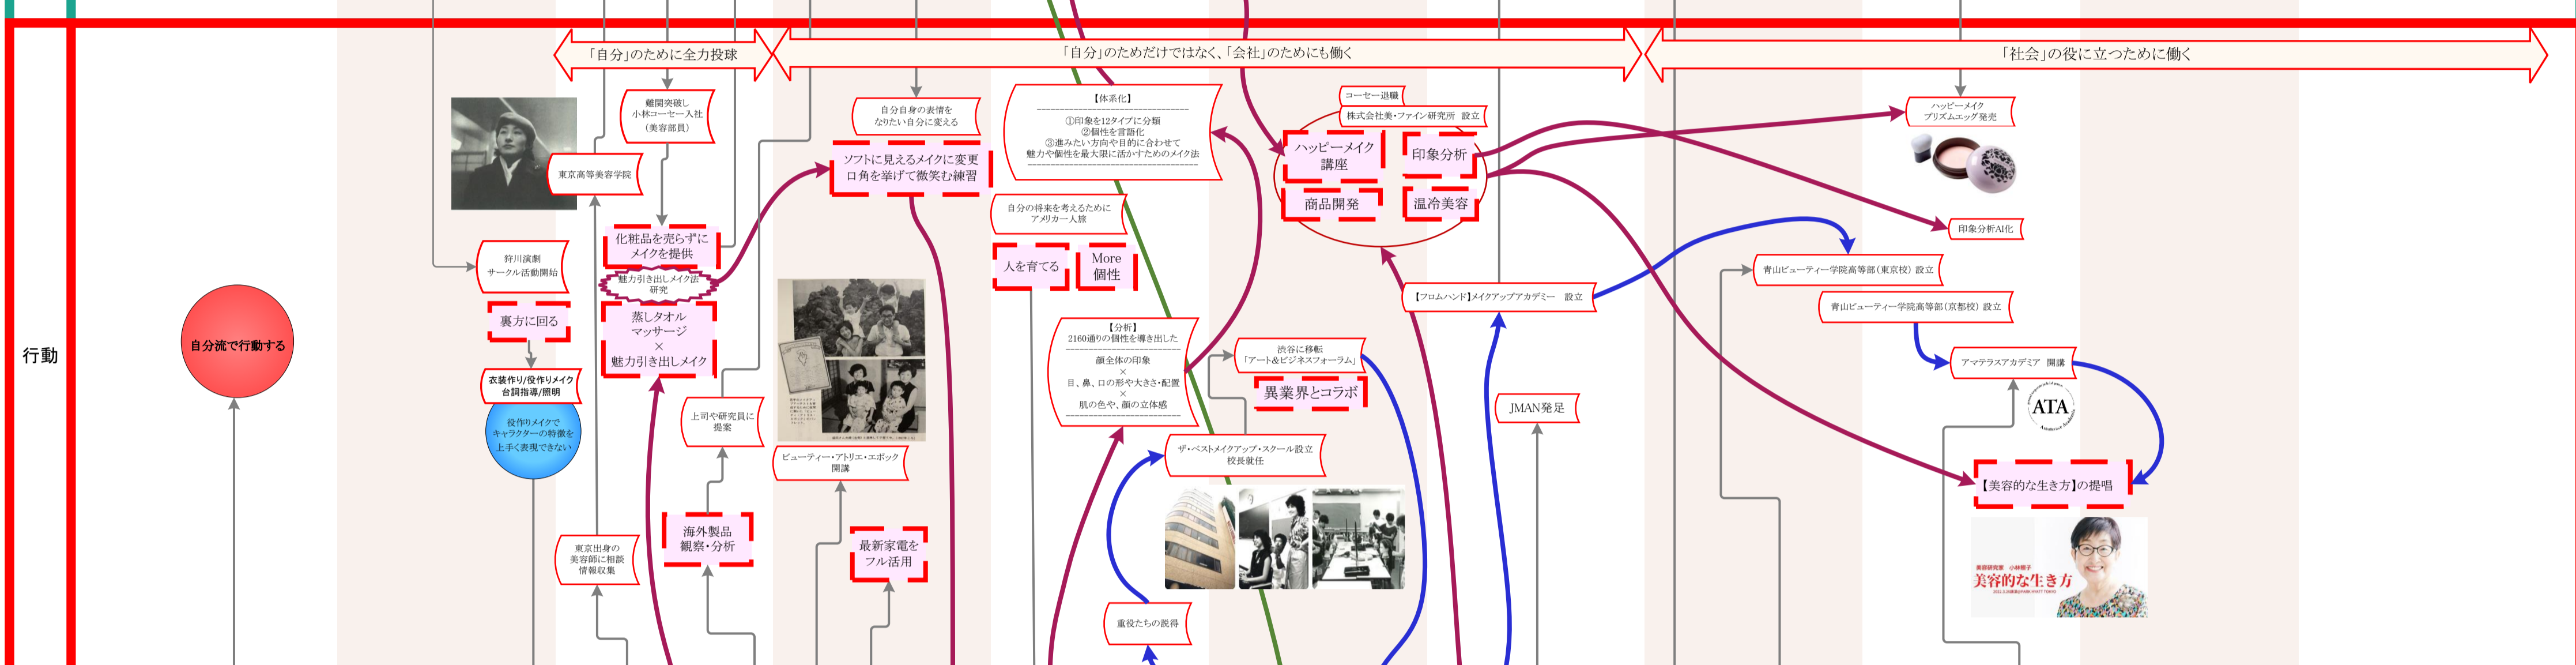 「自分」のために全力投球
「自分」のためだけではなく、「会社」のためにも働く
「社会」の役に立つために働く
行動
自分流で行動する
狩川演劇
サークル活動開始
裏方に回る
衣装作り/役作りメイク
台詞指導/照明
役作りメイクで
キャラクターの特徴を
上手く表現できない
東京高等美容学院
東京出身の
美容師に相談
情報収集
難関突破し
小林コーセー入社
(美容部員)
化粧品を売らずに
メイクを提供
魅力引き出しメイク法
研究
蒸しタオル
マッサージ
×
魅力引き出しメイク
海外製品
観察・分析
上司や研究員に
提案
自分自身の表情を
なりたい自分に変える
ソフトに見えるメイクに変更
口角を挙げて微笑む練習
ビューティー・アトリエ・エポック
開講
最新家電を
フル活用
【体系化】
①印象を12タイプに分類
②個性を言語化
③進みたい方向や目的に合わせて
魅力や個性を最大限に活かすためのメイク法
自分の将来を考えるために
アメリカ一人旅
人を育てる
More
個性
【分析】
2160通りの個性を導き出した
顔全体の印象
×
目、鼻、口の形や大きさ・配置
×
肌の色や、顔の立体感
重役たちの説得
ザ・ベストメイクアップ・スクール設立
校長就任
渋谷に移転
「アート&ビジネスフォーラム」
異業界とコラボ
コーセー退職
株式会社美・ファイン研究所 設立
ハッピーメイク
講座
印象分析
商品開発
温冷美容
【フロムハンド】メイクアップアカデミー 設立
JMAN発足
ハッピーメイク
プリズムエッグ発売
印象分析AI化
青山ビューティー学院高等部(東京校) 設立
青山ビューティー学院高等部(京都校) 設立
アマテラスアカデミア 開講
ATA
【美容的な生き方】の提唱
美容研究家 小林照子
美容的な生き方